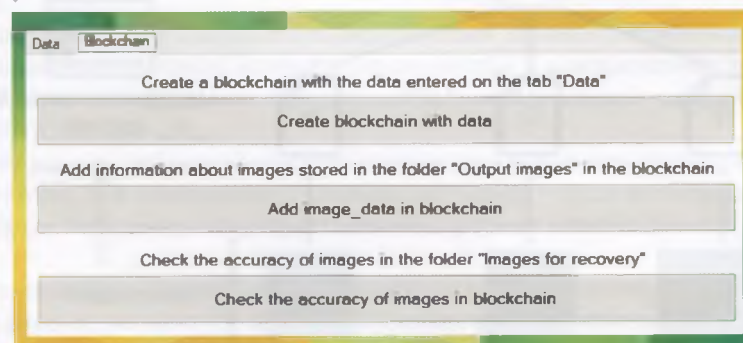 Data Blockchain
Create a blockchain with the data entered on the tab "Data"
Create blockchain with data
Add information about images stored in the folder "Output images" in the blockchain
Add image_data in blockchain
Check the accuracy of images in the folder "Images for recovery"
Check the accuracy of images in blockchain